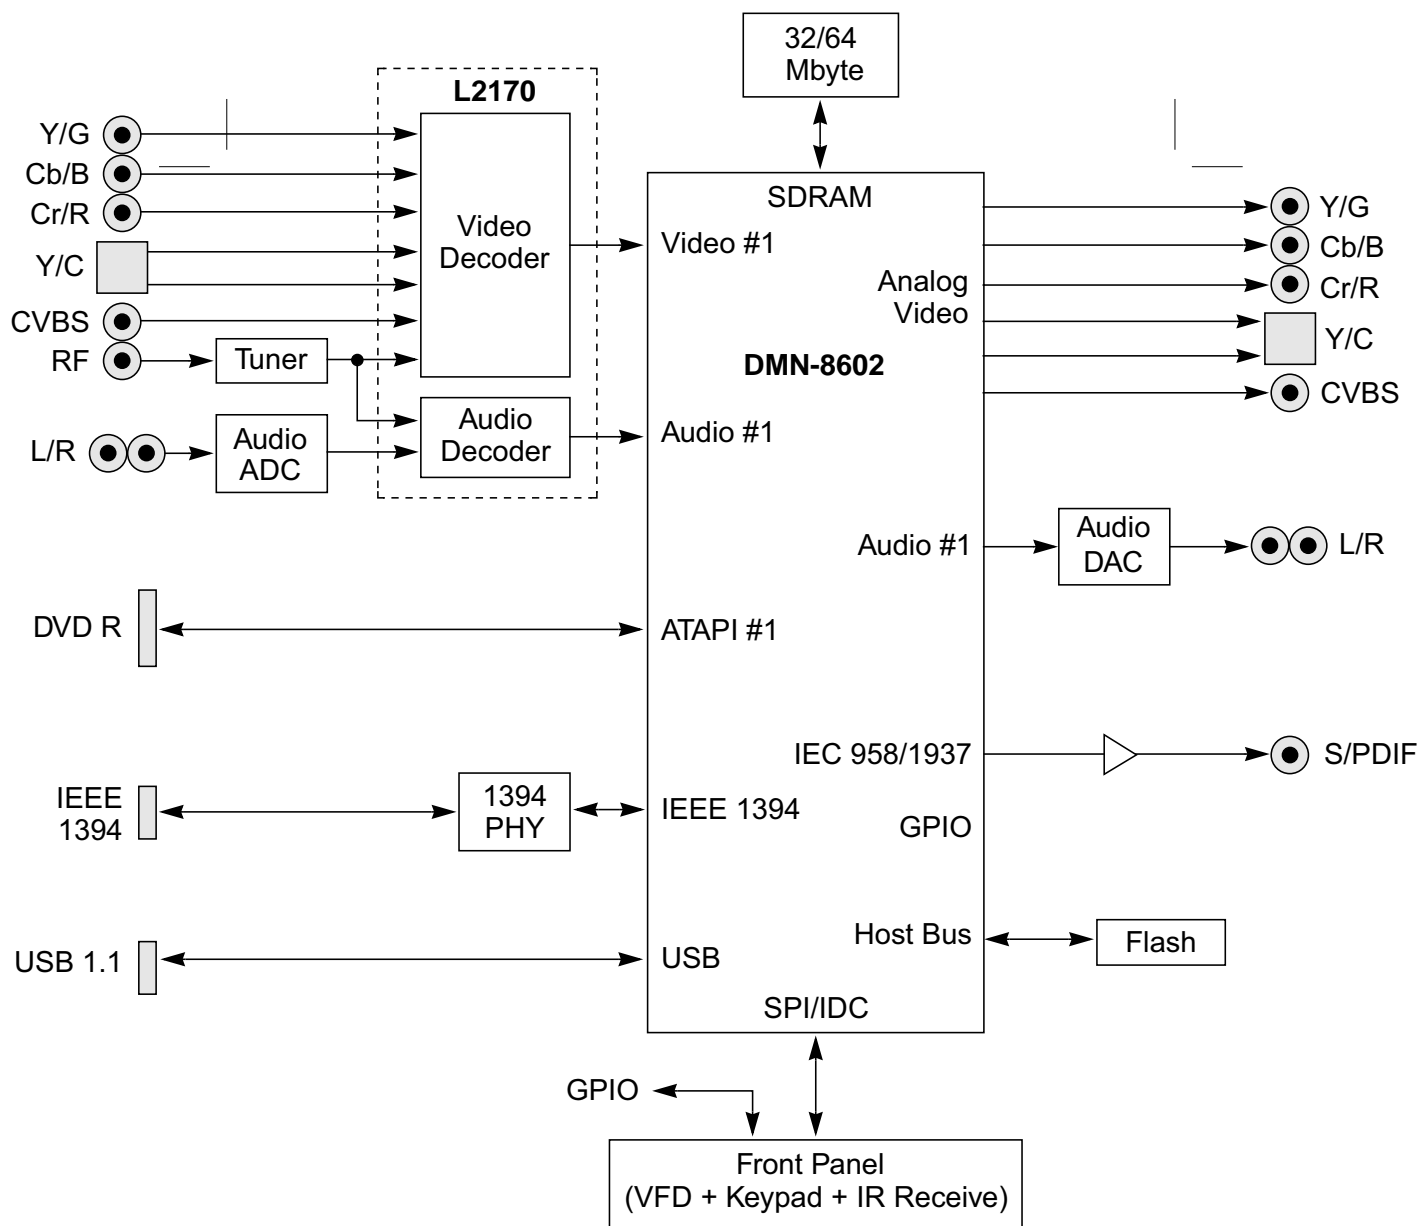 32/64
Mbyte
L2170
Y/G
Cb/B
Cr/R
Y/C
CVBS
RF
Tuner
Video
Decoder
L/R
Audio
ADC
Audio
Decoder
SDRAM
Video #1
Analog
Video
DMN-8602
Audio #1
Y/G
Cb/B
Cr/R
Y/C
CVBS
Audio #1
Audio
DAC
L/R
DVD R
ATAPI #1
IEC 958/1937
S/PDIF
IEEE
1394
1394
PHY
IEEE 1394
GPIO
Host Bus
Flash
USB 1.1
USB
SPI/IDC
GPIO
Front Panel
(VFD + Keypad + IR Receive)